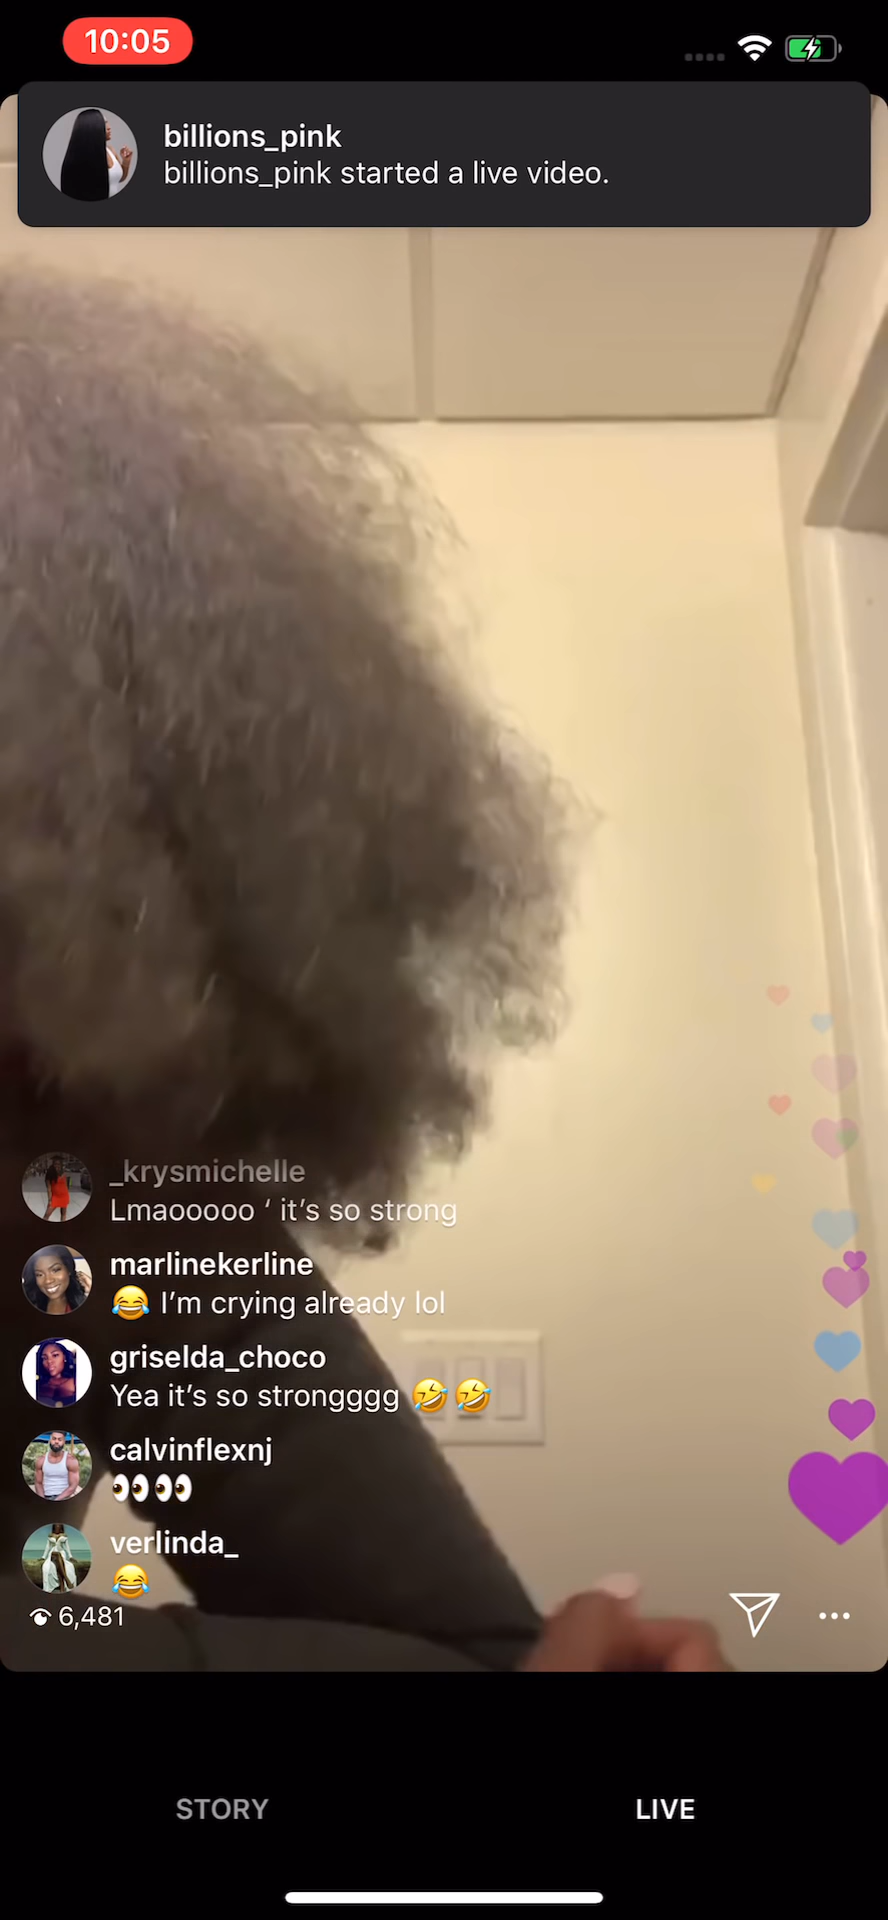 10:05
billions_pink
billions_pink started a live video.
_krysmichelle
Lmaooooo ‘ it’s so strong
marlinekerline
😂 I’m crying already lol
griselda_choco
Yea it’s so strongggg 🤣🤣
calvinflexnj
👀👀
verlinda_
😂
6,481
STORY
LIVE